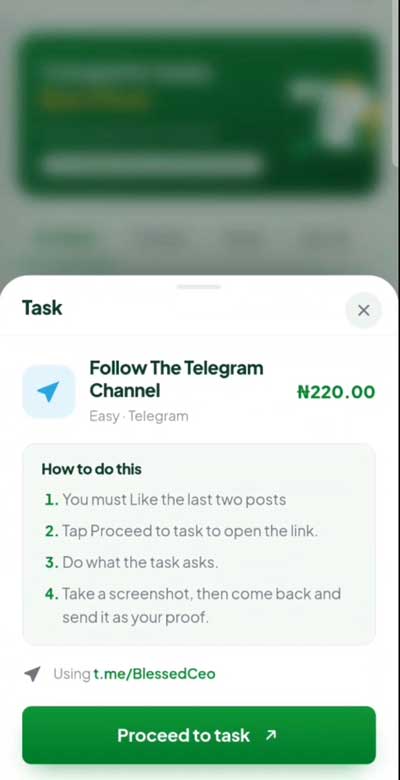 Task
Follow The Telegram
Channel
₦220.00
Easy · Telegram
How to do this
1. You must Like the last two posts
2. Tap Proceed to task to open the link.
3. Do what the task asks.
4. Take a screenshot, then come back and
send it as your proof.
Using t.me/BlessedCeo
Proceed to task ↗